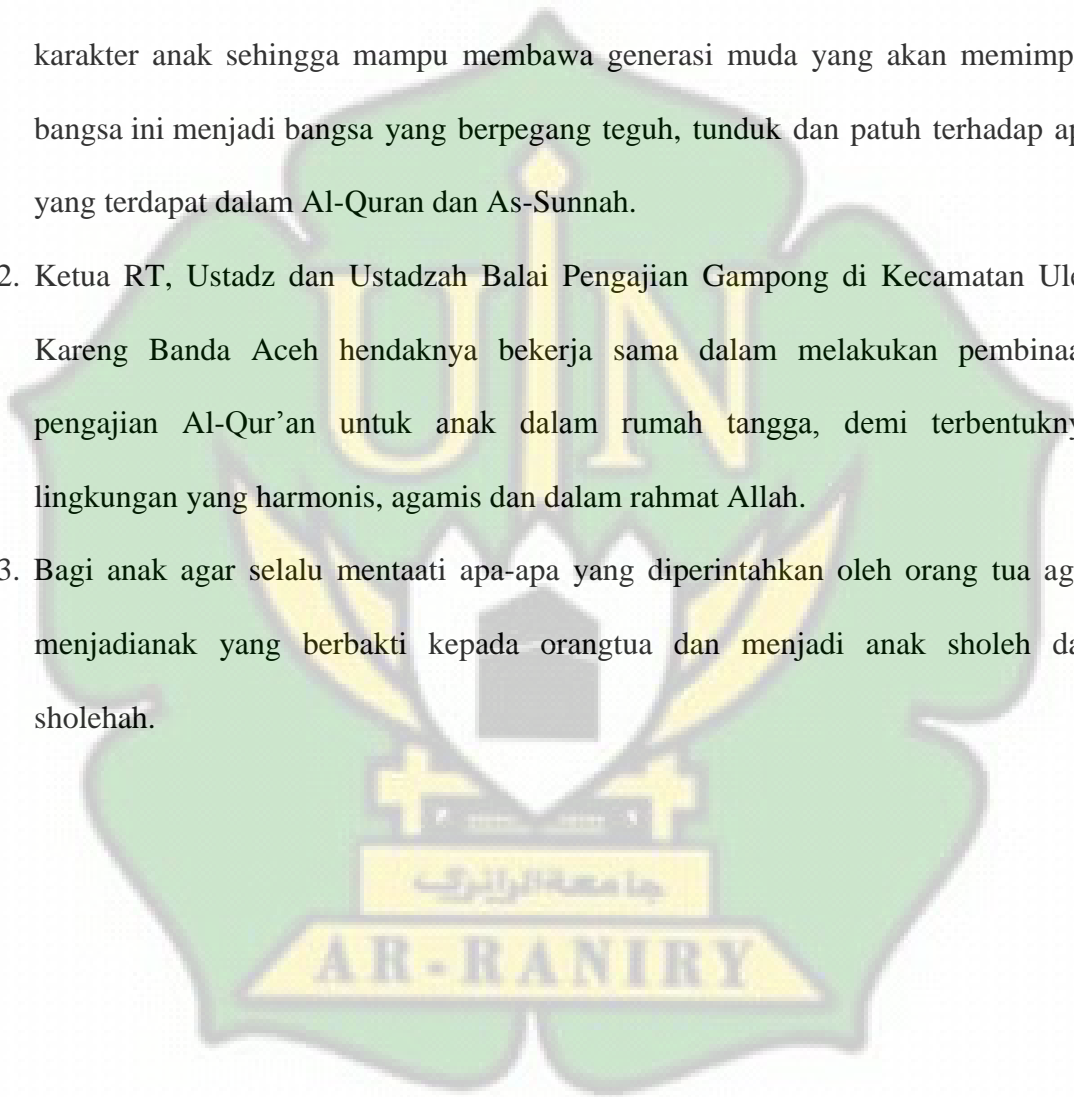 karakter anak sehingga mampu membawa generasi muda yang akan memimp
bangsa ini menjadi bangsa yang berpegang teguh, tunduk dan patuh terhadap ap
yang terdapat dalam Al-Quran dan As-Sunnah.
2. Ketua RT, Ustadz dan Ustadzah Balai Pengajian Gampong di Kecamatan Ule
Kareng Banda Aceh hendaknya bekerja sama dalam melakukan pembinaa
pengajian Al-Qur’an untuk anak dalam rumah tangga, demi terbentukny
lingkungan yang harmonis, agamis dan dalam rahmat Allah.
3. Bagi anak agar selalu mentaati apa-apa yang diperintahkan oleh orang tua ag
menjadianak yang berbakti kepada orangtua dan menjadi anak sholeh da
sholehah.
UIN
جامعة الرانري
AR-RANIRY